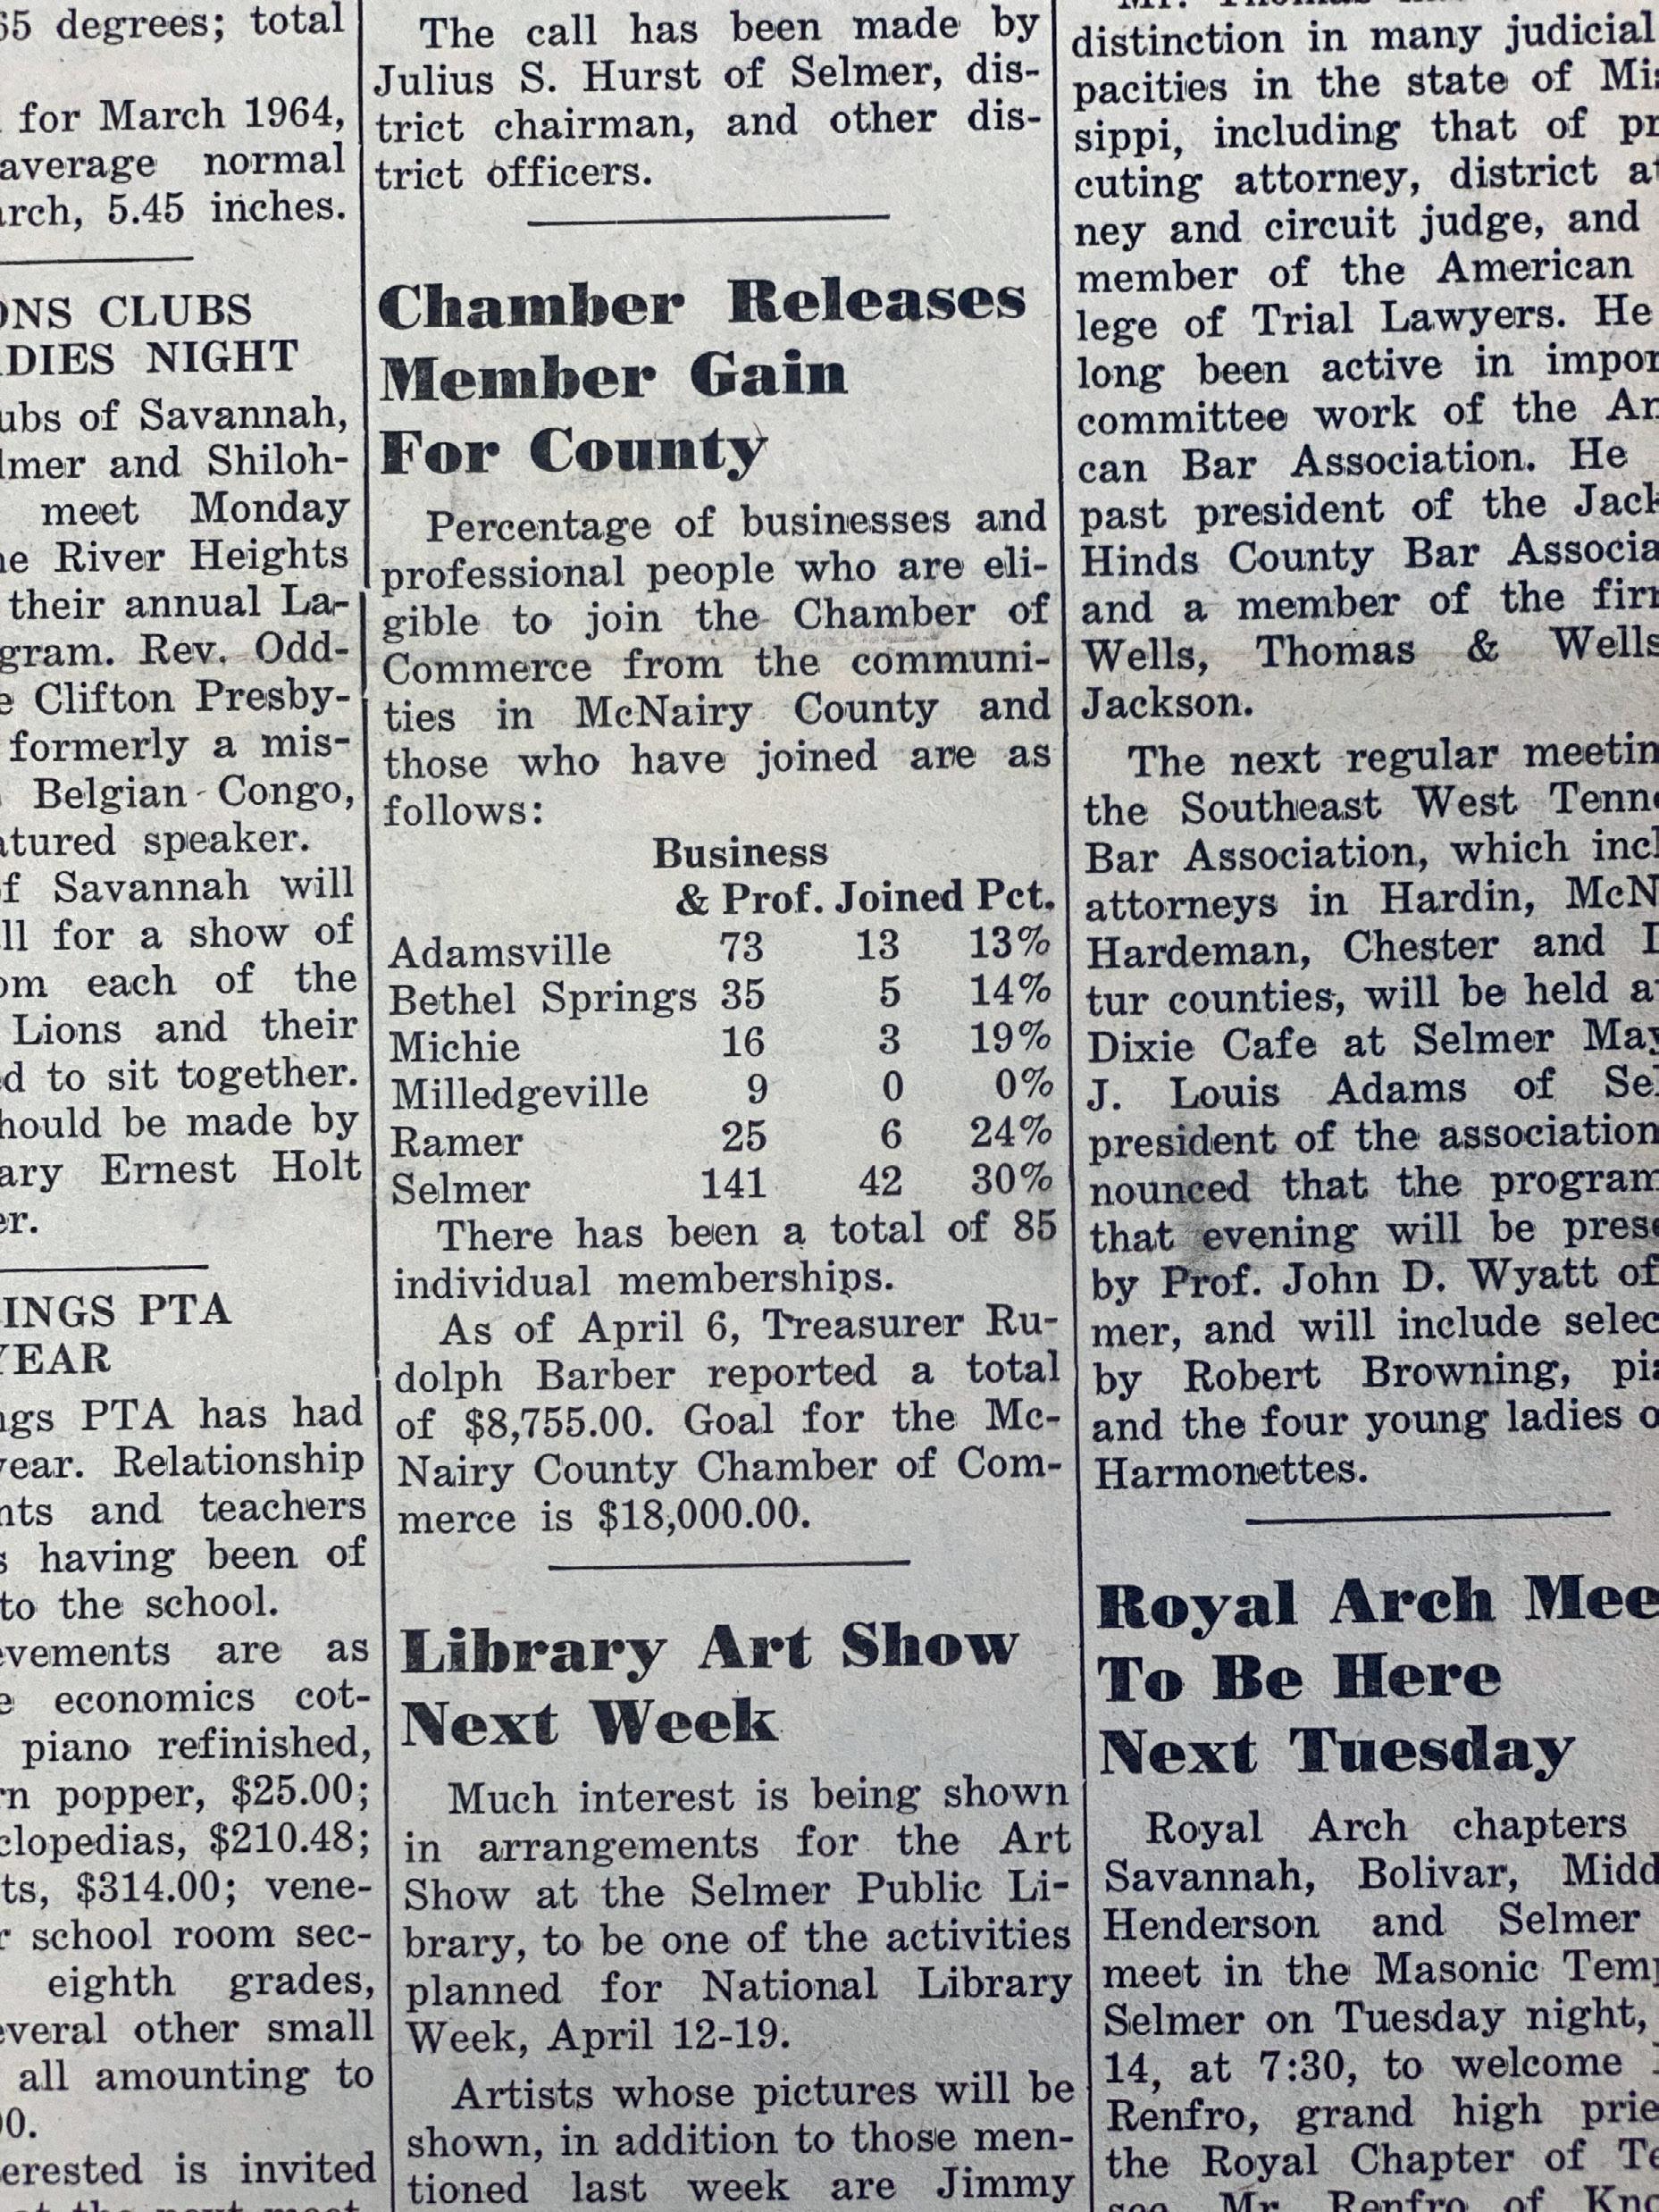 65 degrees; total
for March 1964,
average normal
arch, 5.45 inches.
ONS CLUBS
DIES NIGHT
ubs of Savannah,
lmer and Shiloh-
meet Monday
he River Heights
their annual La-
gram. Rev. Odd-
e Clifton Presby-
formerly a mis-
Belgian Congo,
atured speaker.
of Savannah will
ll for a show of
om each of the
Lions and their
ed to sit together.
hould be made by
ary Ernest Holt
er.
INGS PTA
YEAR
ngs PTA has had
year. Relationship
nts and teachers
s having been of
to the school.
evements are as
e economics cot-
piano refinished,
rn popper, $25.00;
clopedias, $210.48;
ts, $314.00; vene-
r school room sec-
eighth grades,
everal other small
all amounting to
00.
erested is invited
The call has been made by
Julius S. Hurst of Selmer, dis-
trict chairman, and other dis-
trict officers.
Chamber Releases
Member Gain
For County
Percentage of businesses and
professional people who are eli-
gible to join the Chamber of
Commerce from the communi-
ties in McNairy County and
those who have joined are as
follows:
Business
& Prof. Joined Pct.
Adamsville 73 13 13%
Bethel Springs 35 5 14%
Michie 16 3 19%
Milledgeville 9 0 0%
Ramer 25 6 24%
Selmer 141 42 30%
There has been a total of 85
individual memberships.
As of April 6, Treasurer Ru-
dolph Barber reported a total
of $8,755.00. Goal for the Mc-
Nairy County Chamber of Com-
merce is $18,000.00.
Library Art Show
Next Week
Much interest is being shown
in arrangements for the Art
Show at the Selmer Public Li-
brary, to be one of the activities
planned for National Library
Week, April 12-19.
Artists whose pictures will be
shown, in addition to those men-
tioned last week are Jimmy
distinction in many judicial
pacities in the state of Mis
sippi, including that of pr
cuting attorney, district at
ney and circuit judge, and
member of the American
lege of Trial Lawyers. He
long been active in impor
committee work of the Am
can Bar Association. He
past president of the Jack
Hinds County Bar Associa
and a member of the firm
Wells, Thomas & Wells
Jackson.
The next regular meetin
the Southeast West Tenne
Bar Association, which incl
attorneys in Hardin, McN
Hardeman, Chester and D
tur counties, will be held at
Dixie Cafe at Selmer May
J. Louis Adams of Sel
president of the association
nounced that the program
that evening will be prese
by Prof. John D. Wyatt of
mer, and will include selec
by Robert Browning, pia
and the four young ladies o
Harmonettes.
Royal Arch Mee
To Be Here
Next Tuesday
Royal Arch chapters
Savannah, Bolivar, Midd
Henderson and Selmer
meet in the Masonic Temp
Selmer on Tuesday night,
14, at 7:30, to welcome
Renfro, grand high prie
the Royal Chapter of Te
see. Mr. Renfro of Kno